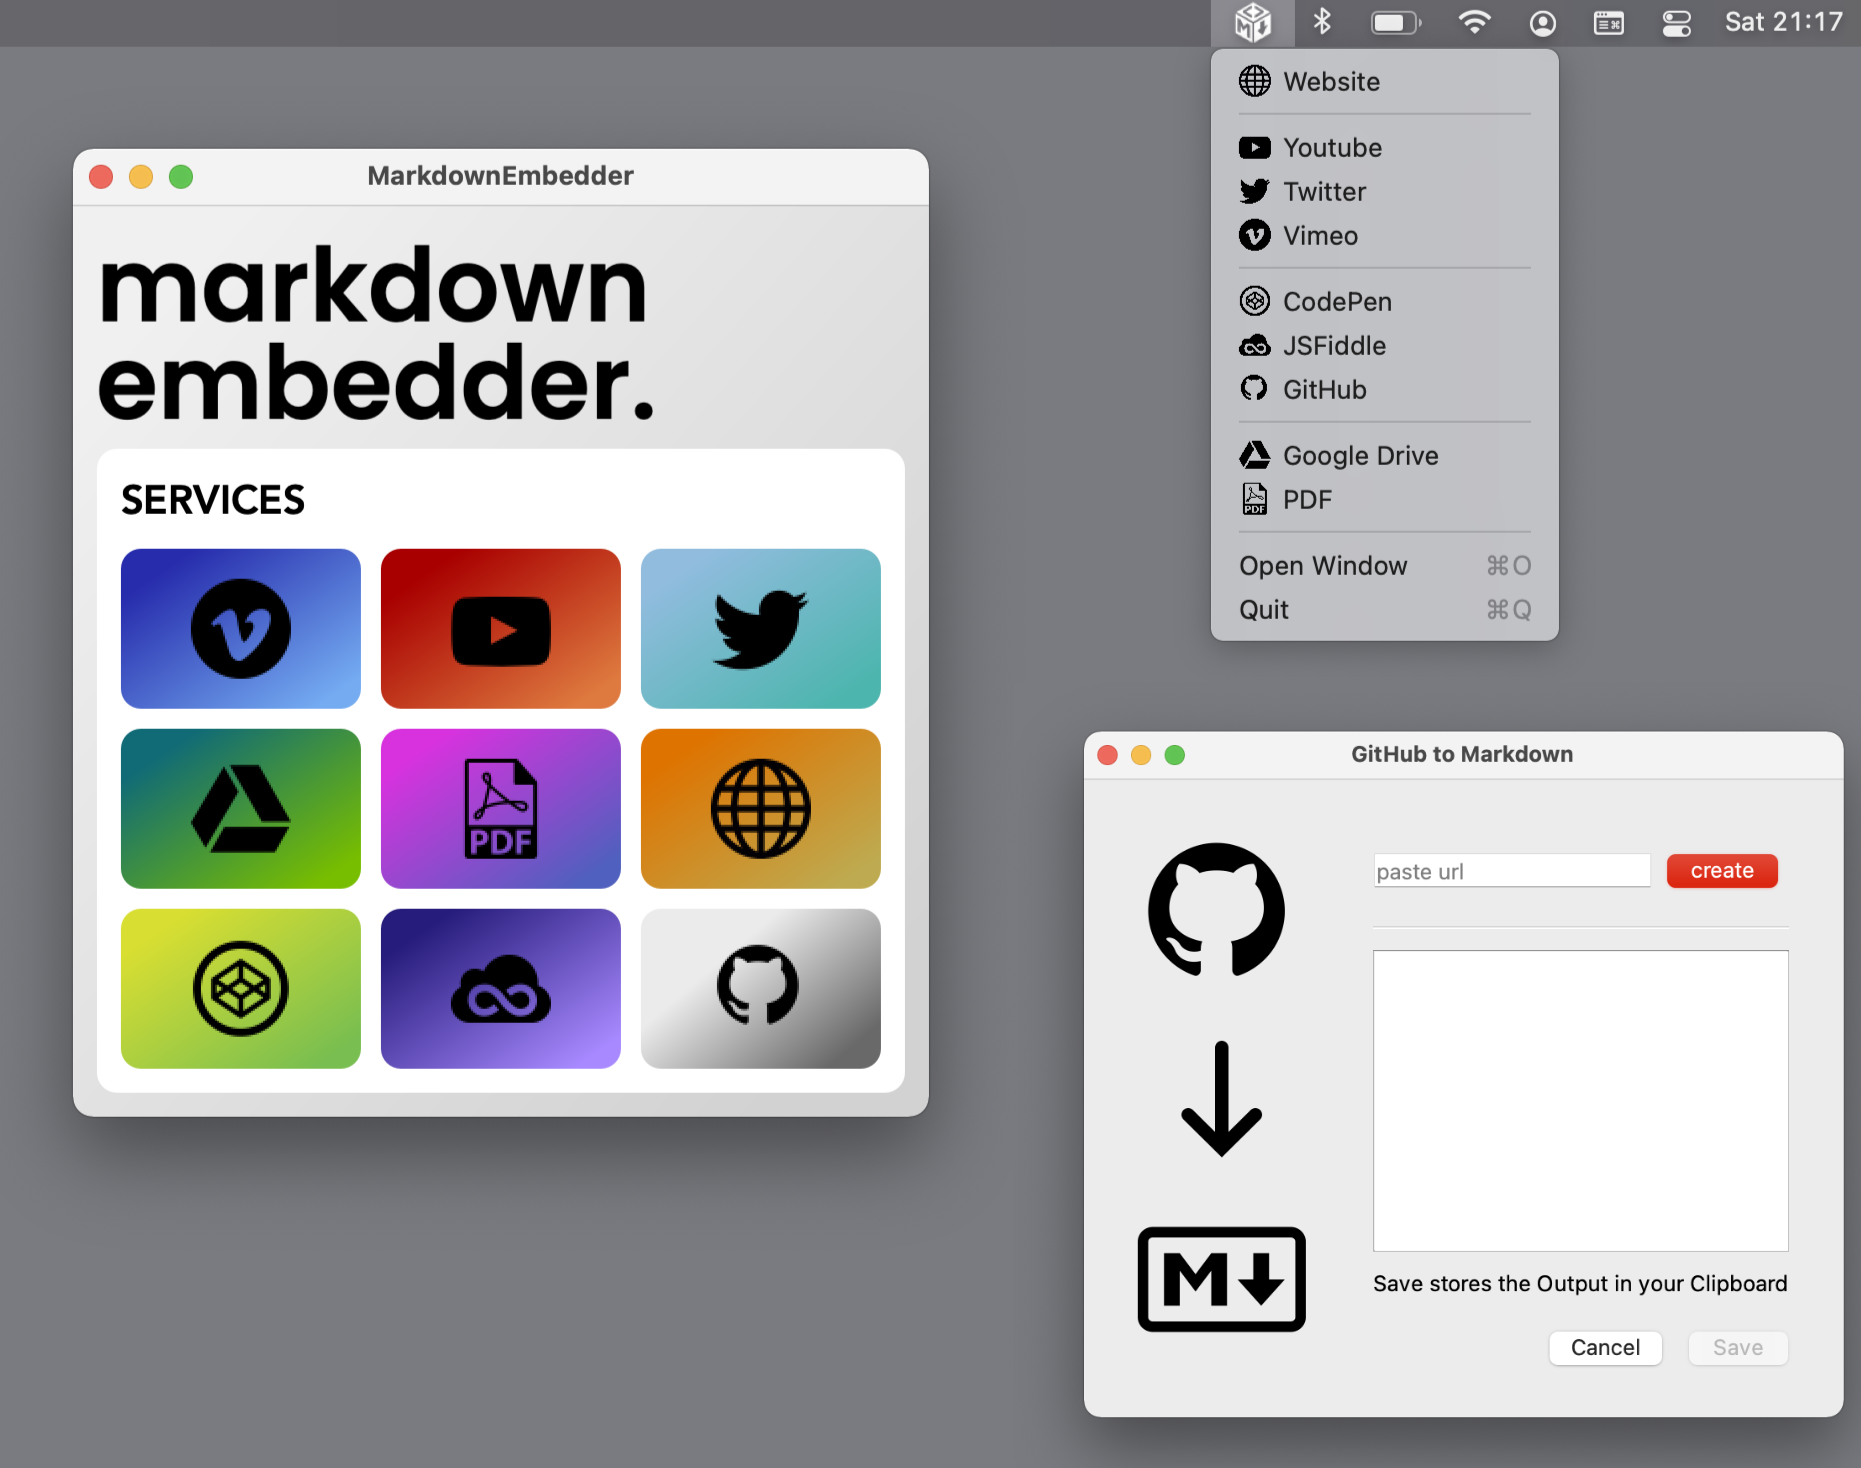 Sat 21:17
Website
Youtube
Twitter
Vimeo
CodePen
JSFiddle
GitHub
Google Drive
PDF
PDF
Open Window ⌘O
Quit ⌘Q
MarkdownEmbedder
markdown
embedder.
SERVICES
PDF
GitHub to Markdown
paste url
create
M
Save stores the Output in your Clipboard
Cancel
Save